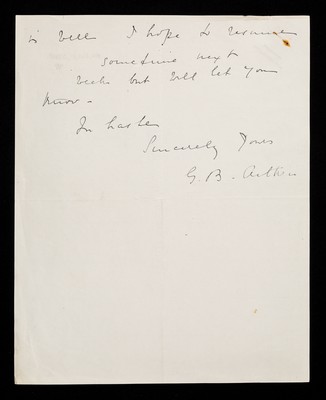 is well I hope to resume
sometime next
week but will let you
know -
In haste
Sincerely Yours
G. B. Aitken